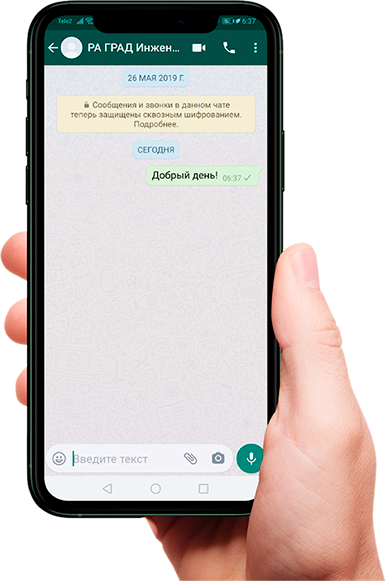 Tele2 6:37
РА ГРАД Инжен...
26 МАЯ 2019 Г.
Сообщения и звонки в данном чате
теперь защищены сквозным шифрованием.
Подробнее.
СЕГОДНЯ
Добрый день! 06:37
Введите текст